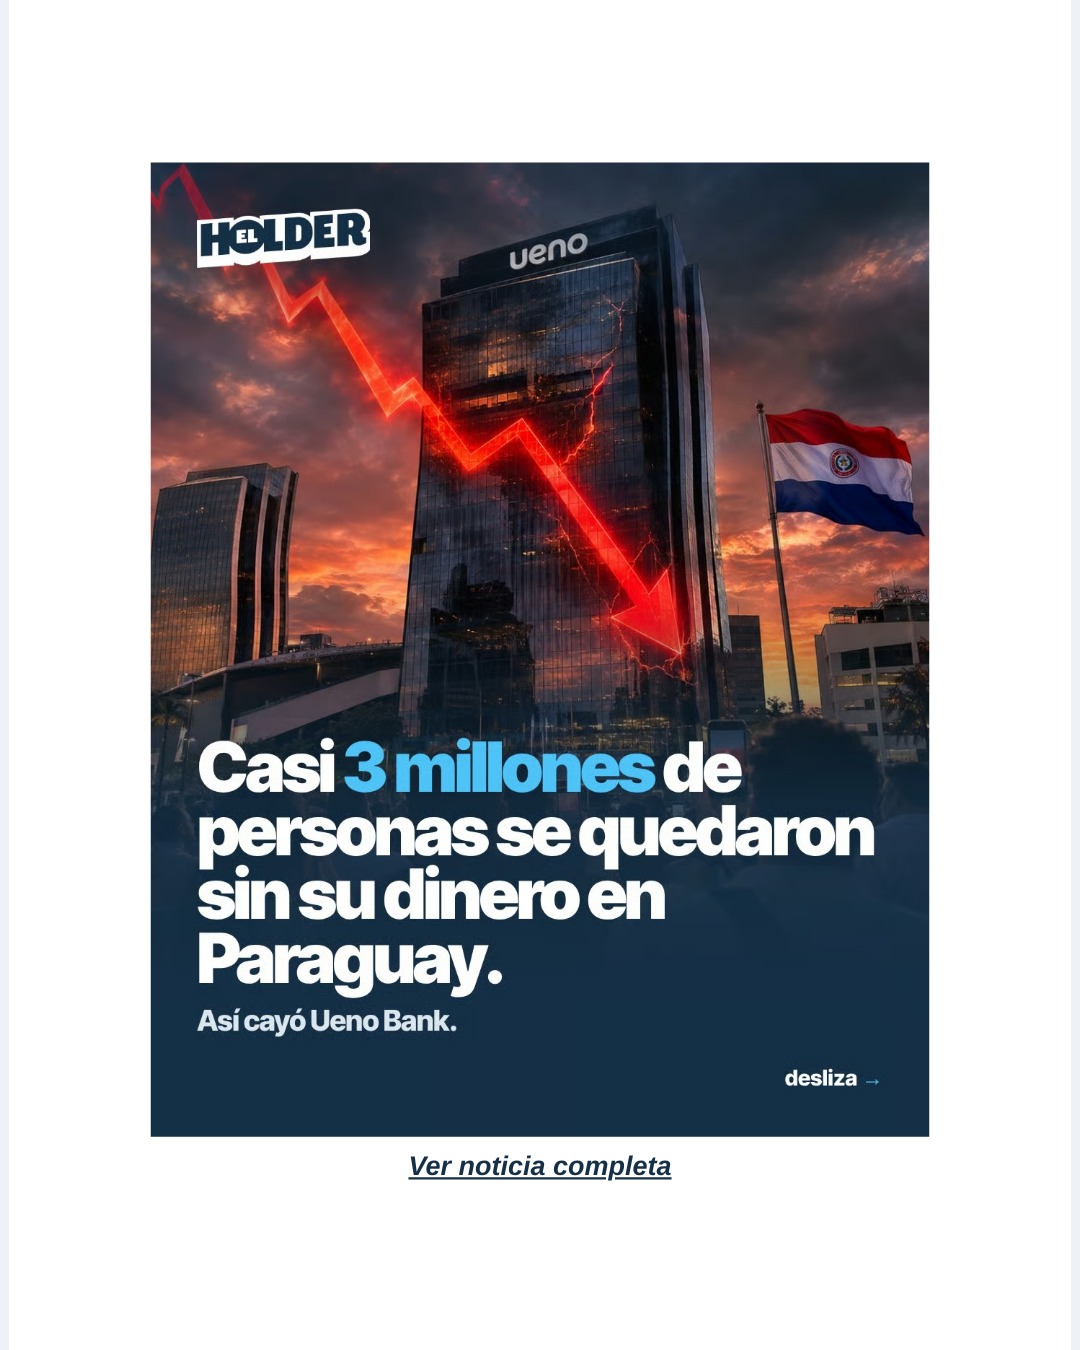 EL HOLDER
ueno
Casi 3 millones de
personas se quedaron
sin su dinero en
Paraguay.
Así cayó Ueno Bank.
desliza →
Ver noticia completa